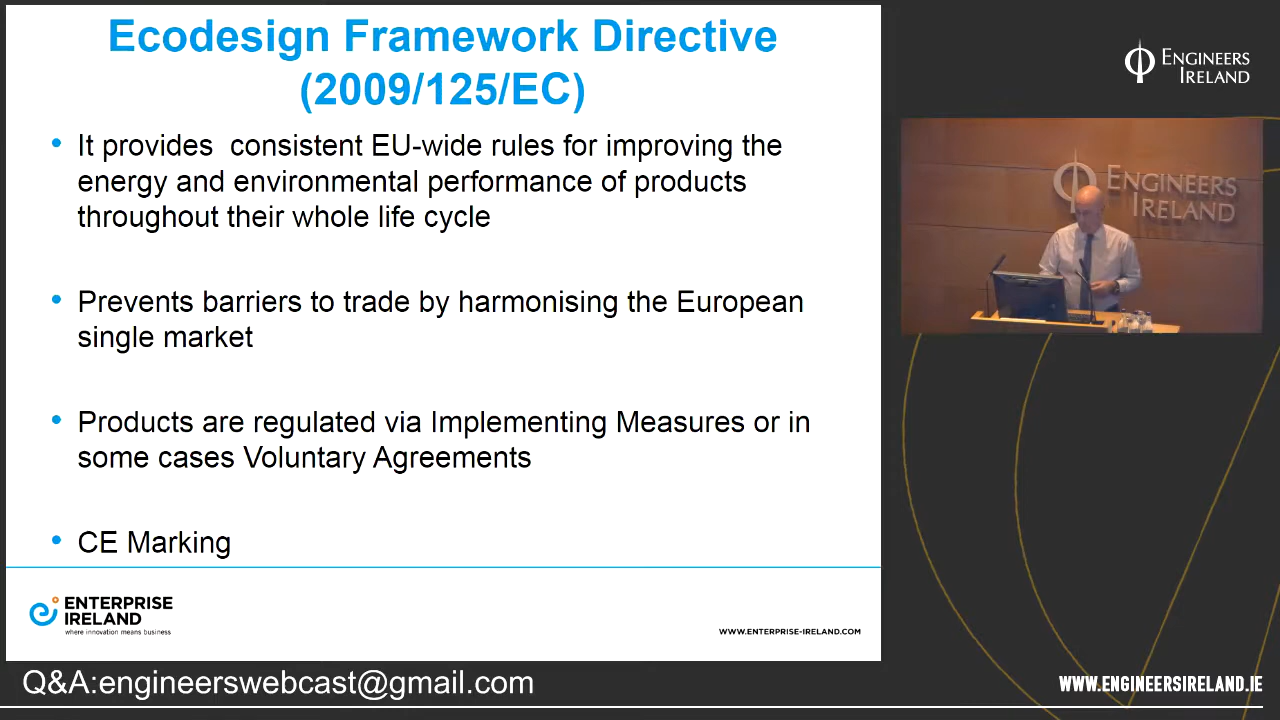 Ecodesign Framework Directive
(2009/125/EC)
• It provides consistent EU-wide rules for improving the
energy and environmental performance of products
throughout their whole life cycle
• Prevents barriers to trade by harmonising the European
single market
• Products are regulated via Implementing Measures or in
some cases Voluntary Agreements
• CE Marking
ENTERPRISE
IRELAND
where innovation means business
WWW.ENTERPRISE-IRELAND.COM
ENGINEERS
IRELAND
ENGINEERS
IRELAND
Q&A:engineerswebcast@gmail.com
WWW.ENGINEERSIRELAND.IE